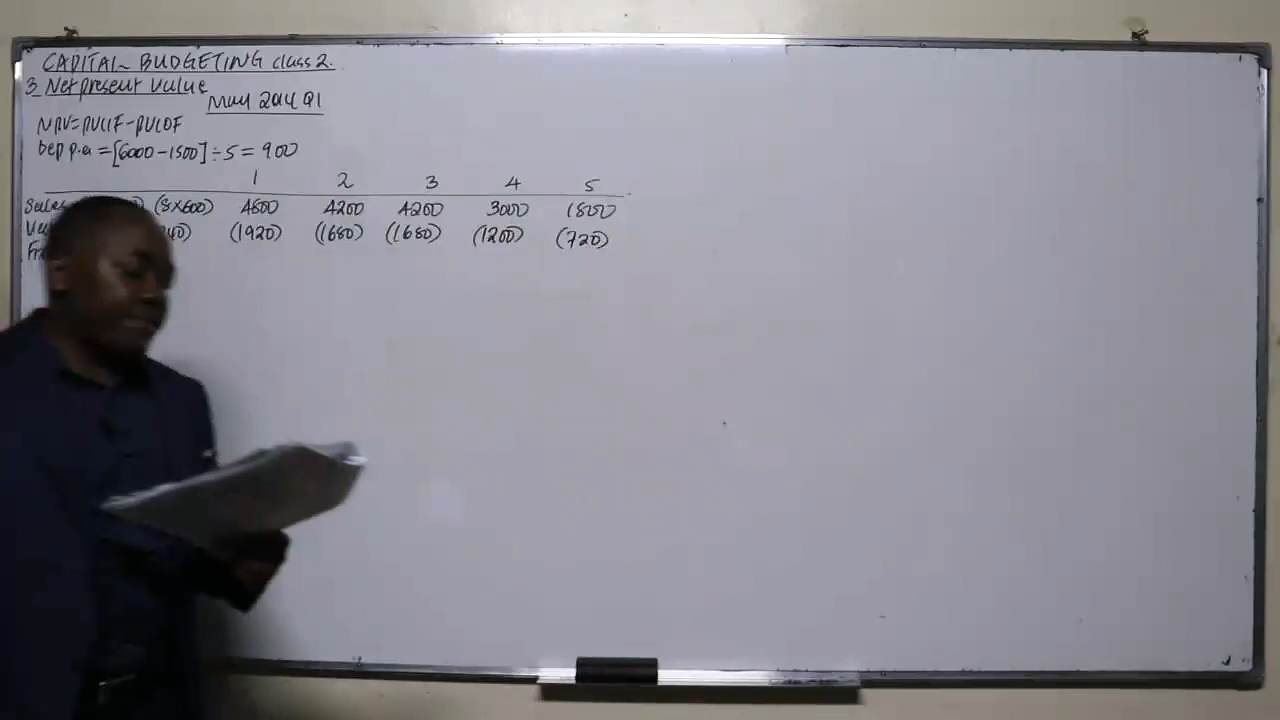 CAPITAL BUDGETING class 2.
3 Net present value
May 2014 Q1
NPV = PVCIF - PVCOF
Dep p.a = [6000 - 1500] ÷ 5 = 900
1 2 3 4 5
Sales (8x600) 4800 4200 4200 3000 1800
(1920) (1680) (1680) (1200) (720)